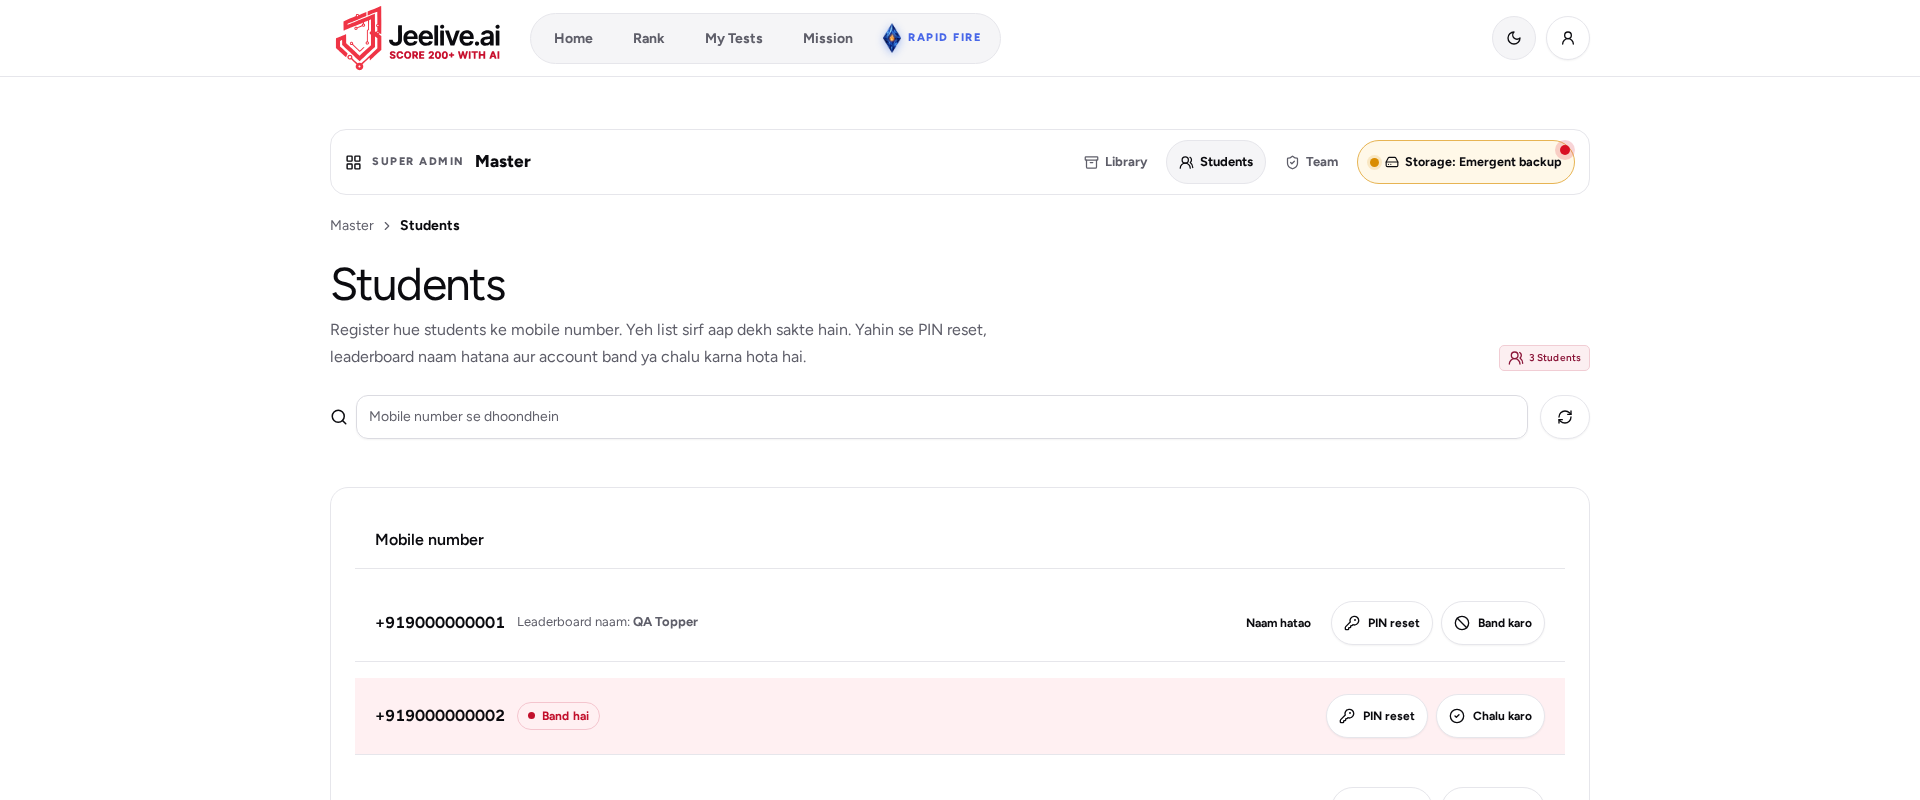 Jeelive.ai
SCORE 200+ WITH AI
Home
Rank
My Tests
Mission
RAPID FIRE
SUPER ADMIN
Master
Library
Students
Team
Storage: Emergent backup
Master > Students
Students
Register hue students ke mobile number. Yeh list sirf aap dekh sakte hain. Yahin se PIN reset,
leaderboard naam hatana aur account band ya chalu karna hota hai.
3 Students
Mobile number se dhoondhein
Mobile number
+919000000001
Leaderboard naam: QA Topper
Naam hatao
PIN reset
Band karo
+919000000002
Band hai
PIN reset
Chalu karo